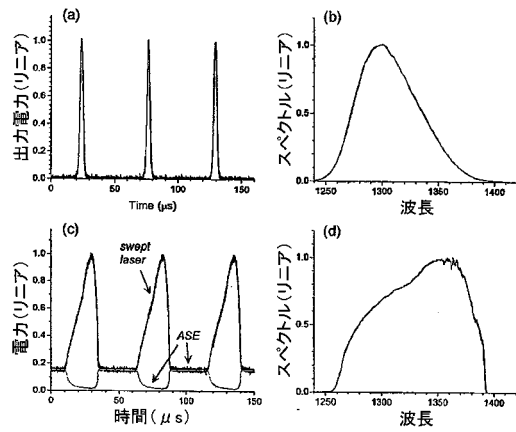 (a)
出力電力(リニア)
1.0
0.8
0.6
0.4
0.2
0.0
0
50
100
150
Time (μs)
(b)
スペクトル(リニア)
1250
1300
1350
1400
波長
(c)
電力(リニア)
1.0
0.8
0.6
0.4
0.2
0.0
swept
laser
ASE
0
50
100
150
時間(μs)
(d)
スペクトル(リニア)
1250
1300
1350
1400
波長